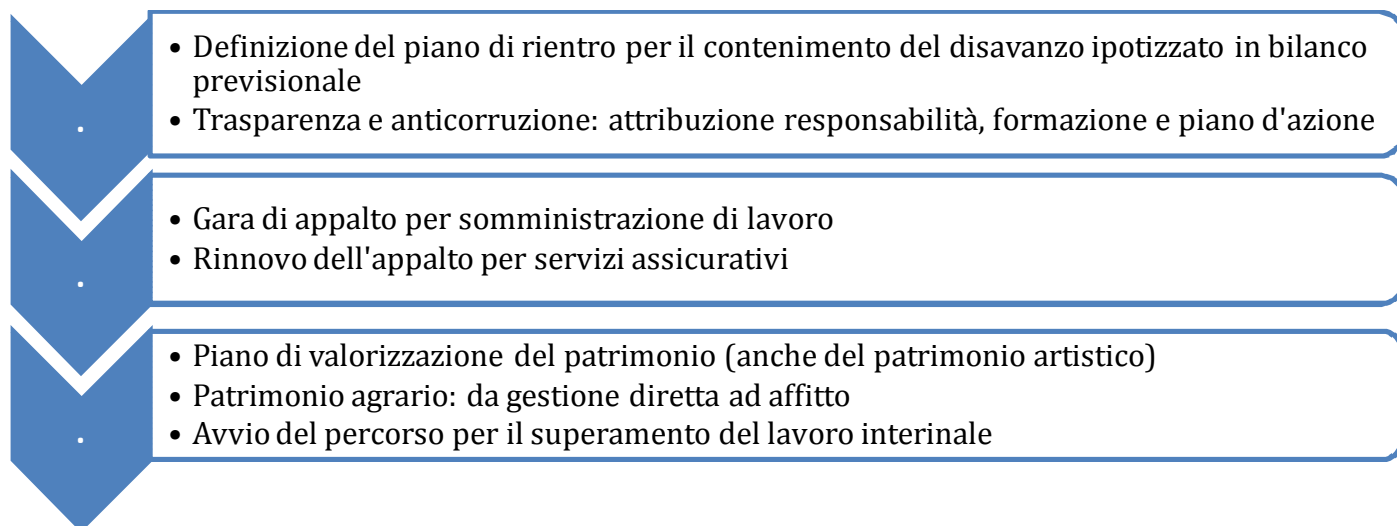 • Definizione del piano di rientro per il contenimento del disavanzo ipotizzato in bilanco
previsionale
• Trasparenza e anticorruzione: attribuzione responsabilità, formazione e piano d'azione
.
• Gara di appalto per somministrazione di lavoro
• Rinnovo dell'appalto per servizi assicurativi
.
• Piano di valorizzazione del patrimonio (anche del patrimonio artistico)
• Patrimonio agrario: da gestione diretta ad affitto
• Avvio del percorso per il superamento del lavoro interinale
.